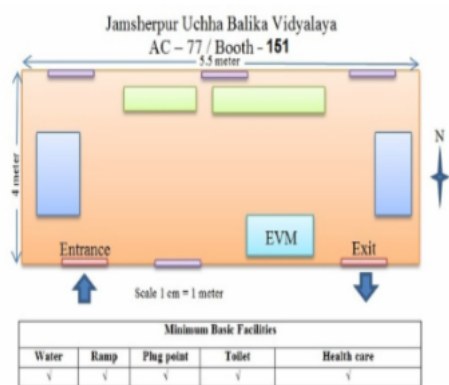 Jamsherpur Uchha Balika Vidyalaya
AC – 77 / Booth - 151
5.5 meter
4 meter
N
EVM
Entrance
Exit
Scale 1 cm = 1 meter
Minimum Basic Facilities
Water Ramp Plug point Toilet Health care
√ √ √ √ √